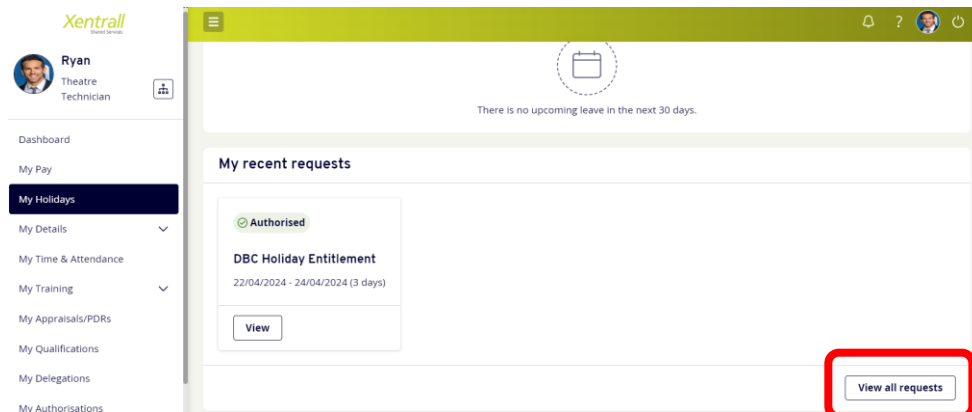 Xentrall
Shared Services
Ryan
Theatre
Technician
Dashboard
My Pay
My Holidays
My Details
My Time & Attendance
My Training
My Appraisals/PDRs
My Qualifications
My Delegations
My Authorisations
?
There is no upcoming leave in the next 30 days.
My recent requests
Authorised
DBC Holiday Entitlement
22/04/2024 - 24/04/2024 (3 days)
View
View all requests